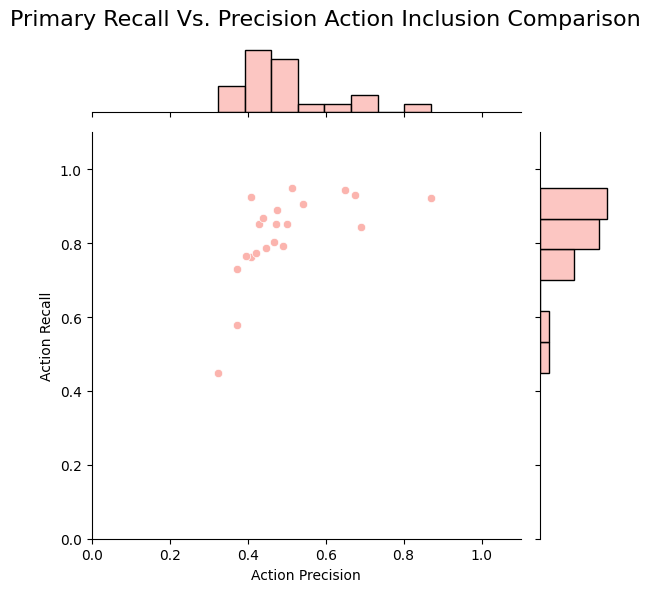 Primary Recall Vs. Precision Action Inclusion Comparison
1.0
0.8
0.6
0.4
0.2
0.0
Action Recall
0.0 0.2 0.4 0.6 0.8 1.0
Action Precision